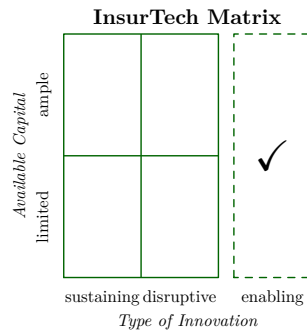 InsurTech Matrix
Available Capital
ample
limited
sustaining disruptive enabling
Type of Innovation